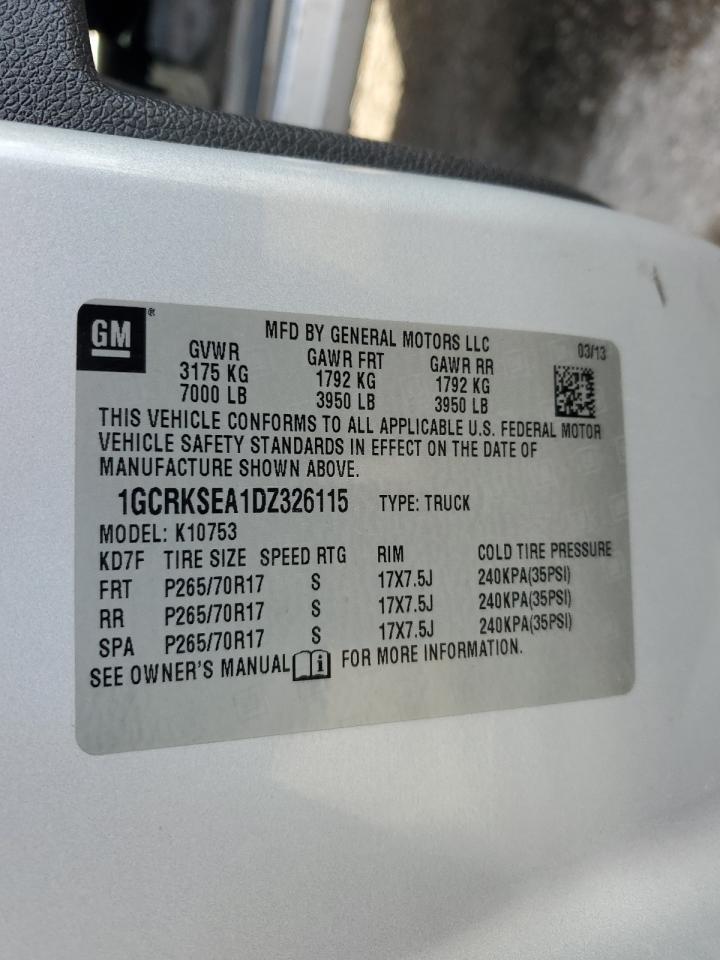 GM®
MFD BY GENERAL MOTORS LLC
03/13
GVWR GAWR FRT GAWR RR
3175 KG 1792 KG 1792 KG
7000 LB 3950 LB 3950 LB
THIS VEHICLE CONFORMS TO ALL APPLICABLE U.S. FEDERAL MOTOR
VEHICLE SAFETY STANDARDS IN EFFECT ON THE DATE OF
MANUFACTURE SHOWN ABOVE.
1GCRKSEA1DZ326115 TYPE: TRUCK
MODEL: K10753
KD7F TIRE SIZE SPEED RTG RIM COLD TIRE PRESSURE
FRT P265/70R17 S 17X7.5J 240KPA(35PSI)
RR P265/70R17 S 17X7.5J 240KPA(35PSI)
SPA P265/70R17 S 17X7.5J 240KPA(35PSI)
SEE OWNER'S MANUAL FOR MORE INFORMATION.